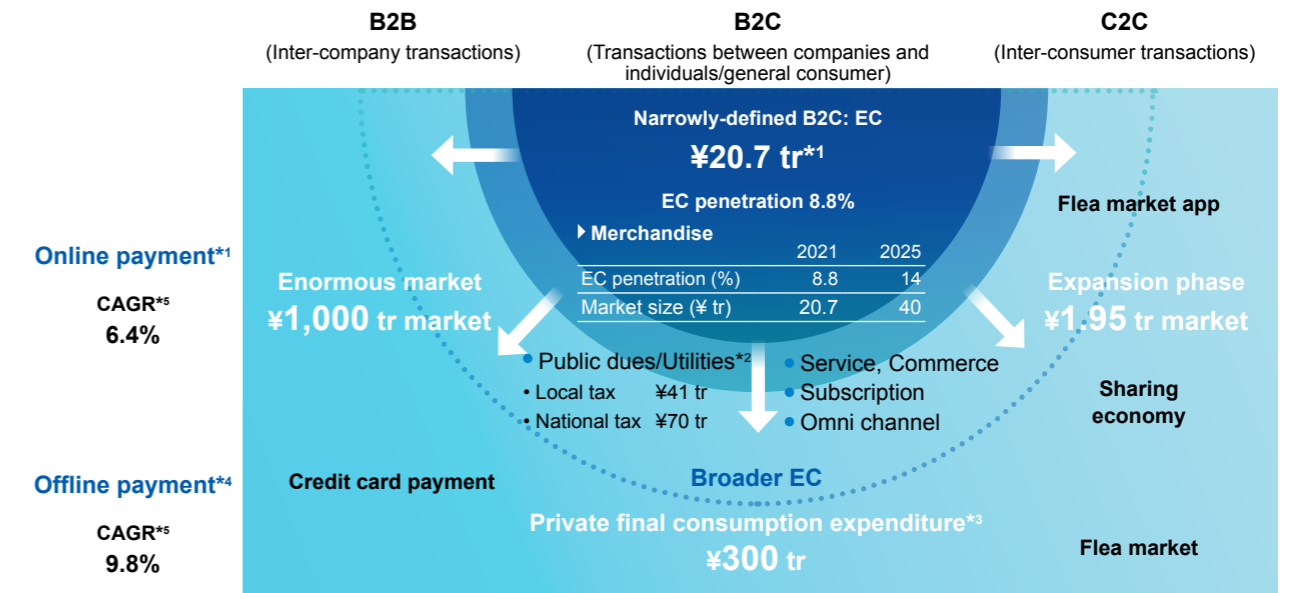 B2B
(Inter-company transactions)
B2C
(Transactions between companies and
individuals/general consumer)
C2C
(Inter-consumer transactions)
Narrowly-defined B2C: EC
¥20.7 tr*1
EC penetration 8.8%
Merchandise
2021 2025
EC penetration (%) 8.8 14
Market size (¥ tr) 20.7 40
Online payment*1
CAGR*5
6.4%
Enormous market
¥1,000 tr market
Flea market app
Expansion phase
¥1.95 tr market
• Public dues/Utilities*2
• Local tax ¥41 tr
• National tax ¥70 tr
• Service, Commerce
• Subscription
• Omni channel
Sharing
economy
Offline payment*4
CAGR*5
9.8%
Credit card payment
Broader EC
Private final consumption expenditure*3
¥300 tr
Flea market